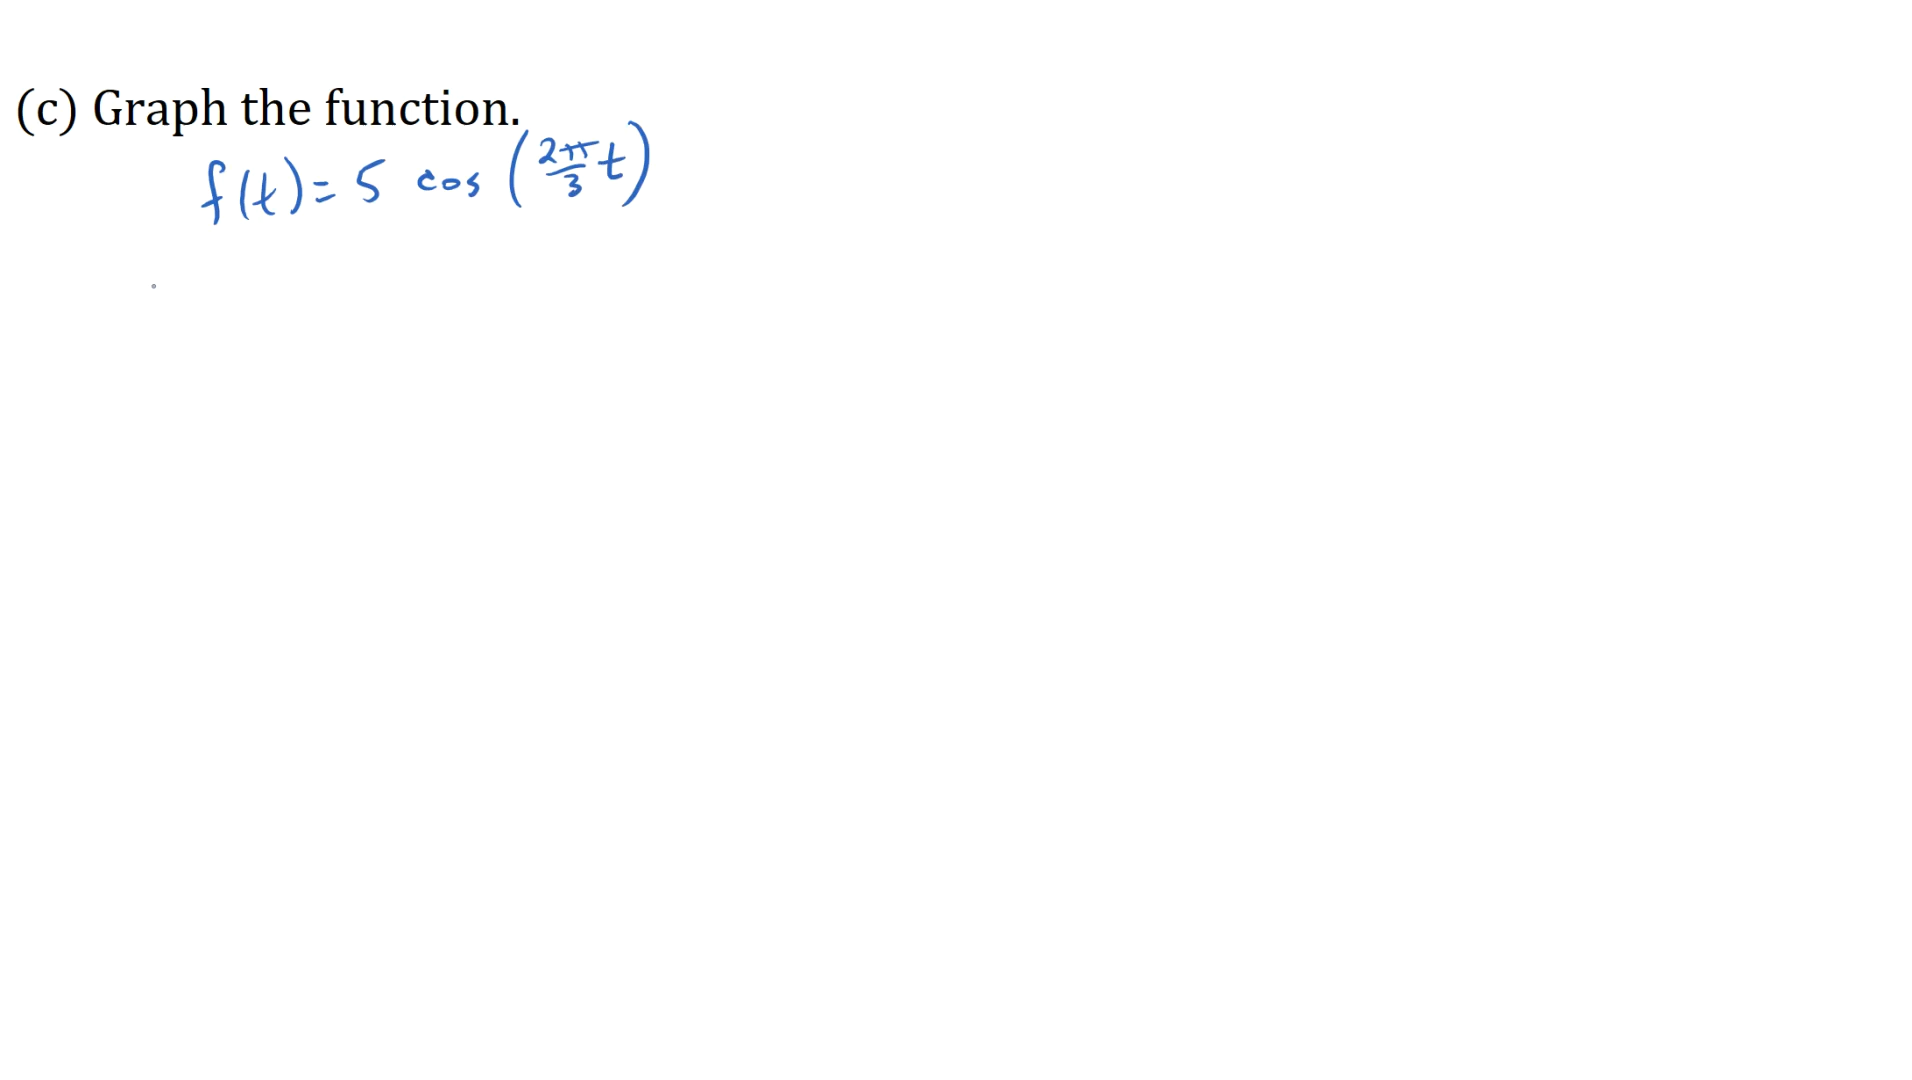 (c) Graph the function.
f(t) = 5 cos (2π/3 t)